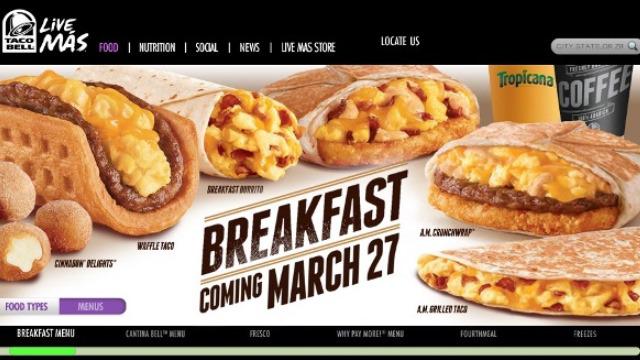 TACO BELL
LIVE MÁS
FOOD | NUTRITION | SOCIAL | NEWS | LIVE MÁS STORE
LOCATE US
CITY STATE OR ZIP
Tropicana
COFFEE
BREAKFAST BURRITO
WAFFLE TACO
CINNABON DELIGHTS™
BREAKFAST
COMING MARCH 27
A.M. CRUNCHWRAP™
A.M. GRILLED TACO
FOOD TYPES
MENUS
BREAKFAST MENU
CANTINA BELL™ MENU
FRESCO
WHY PAY MORE!® MENU
FOURTHMEAL
FREEZES